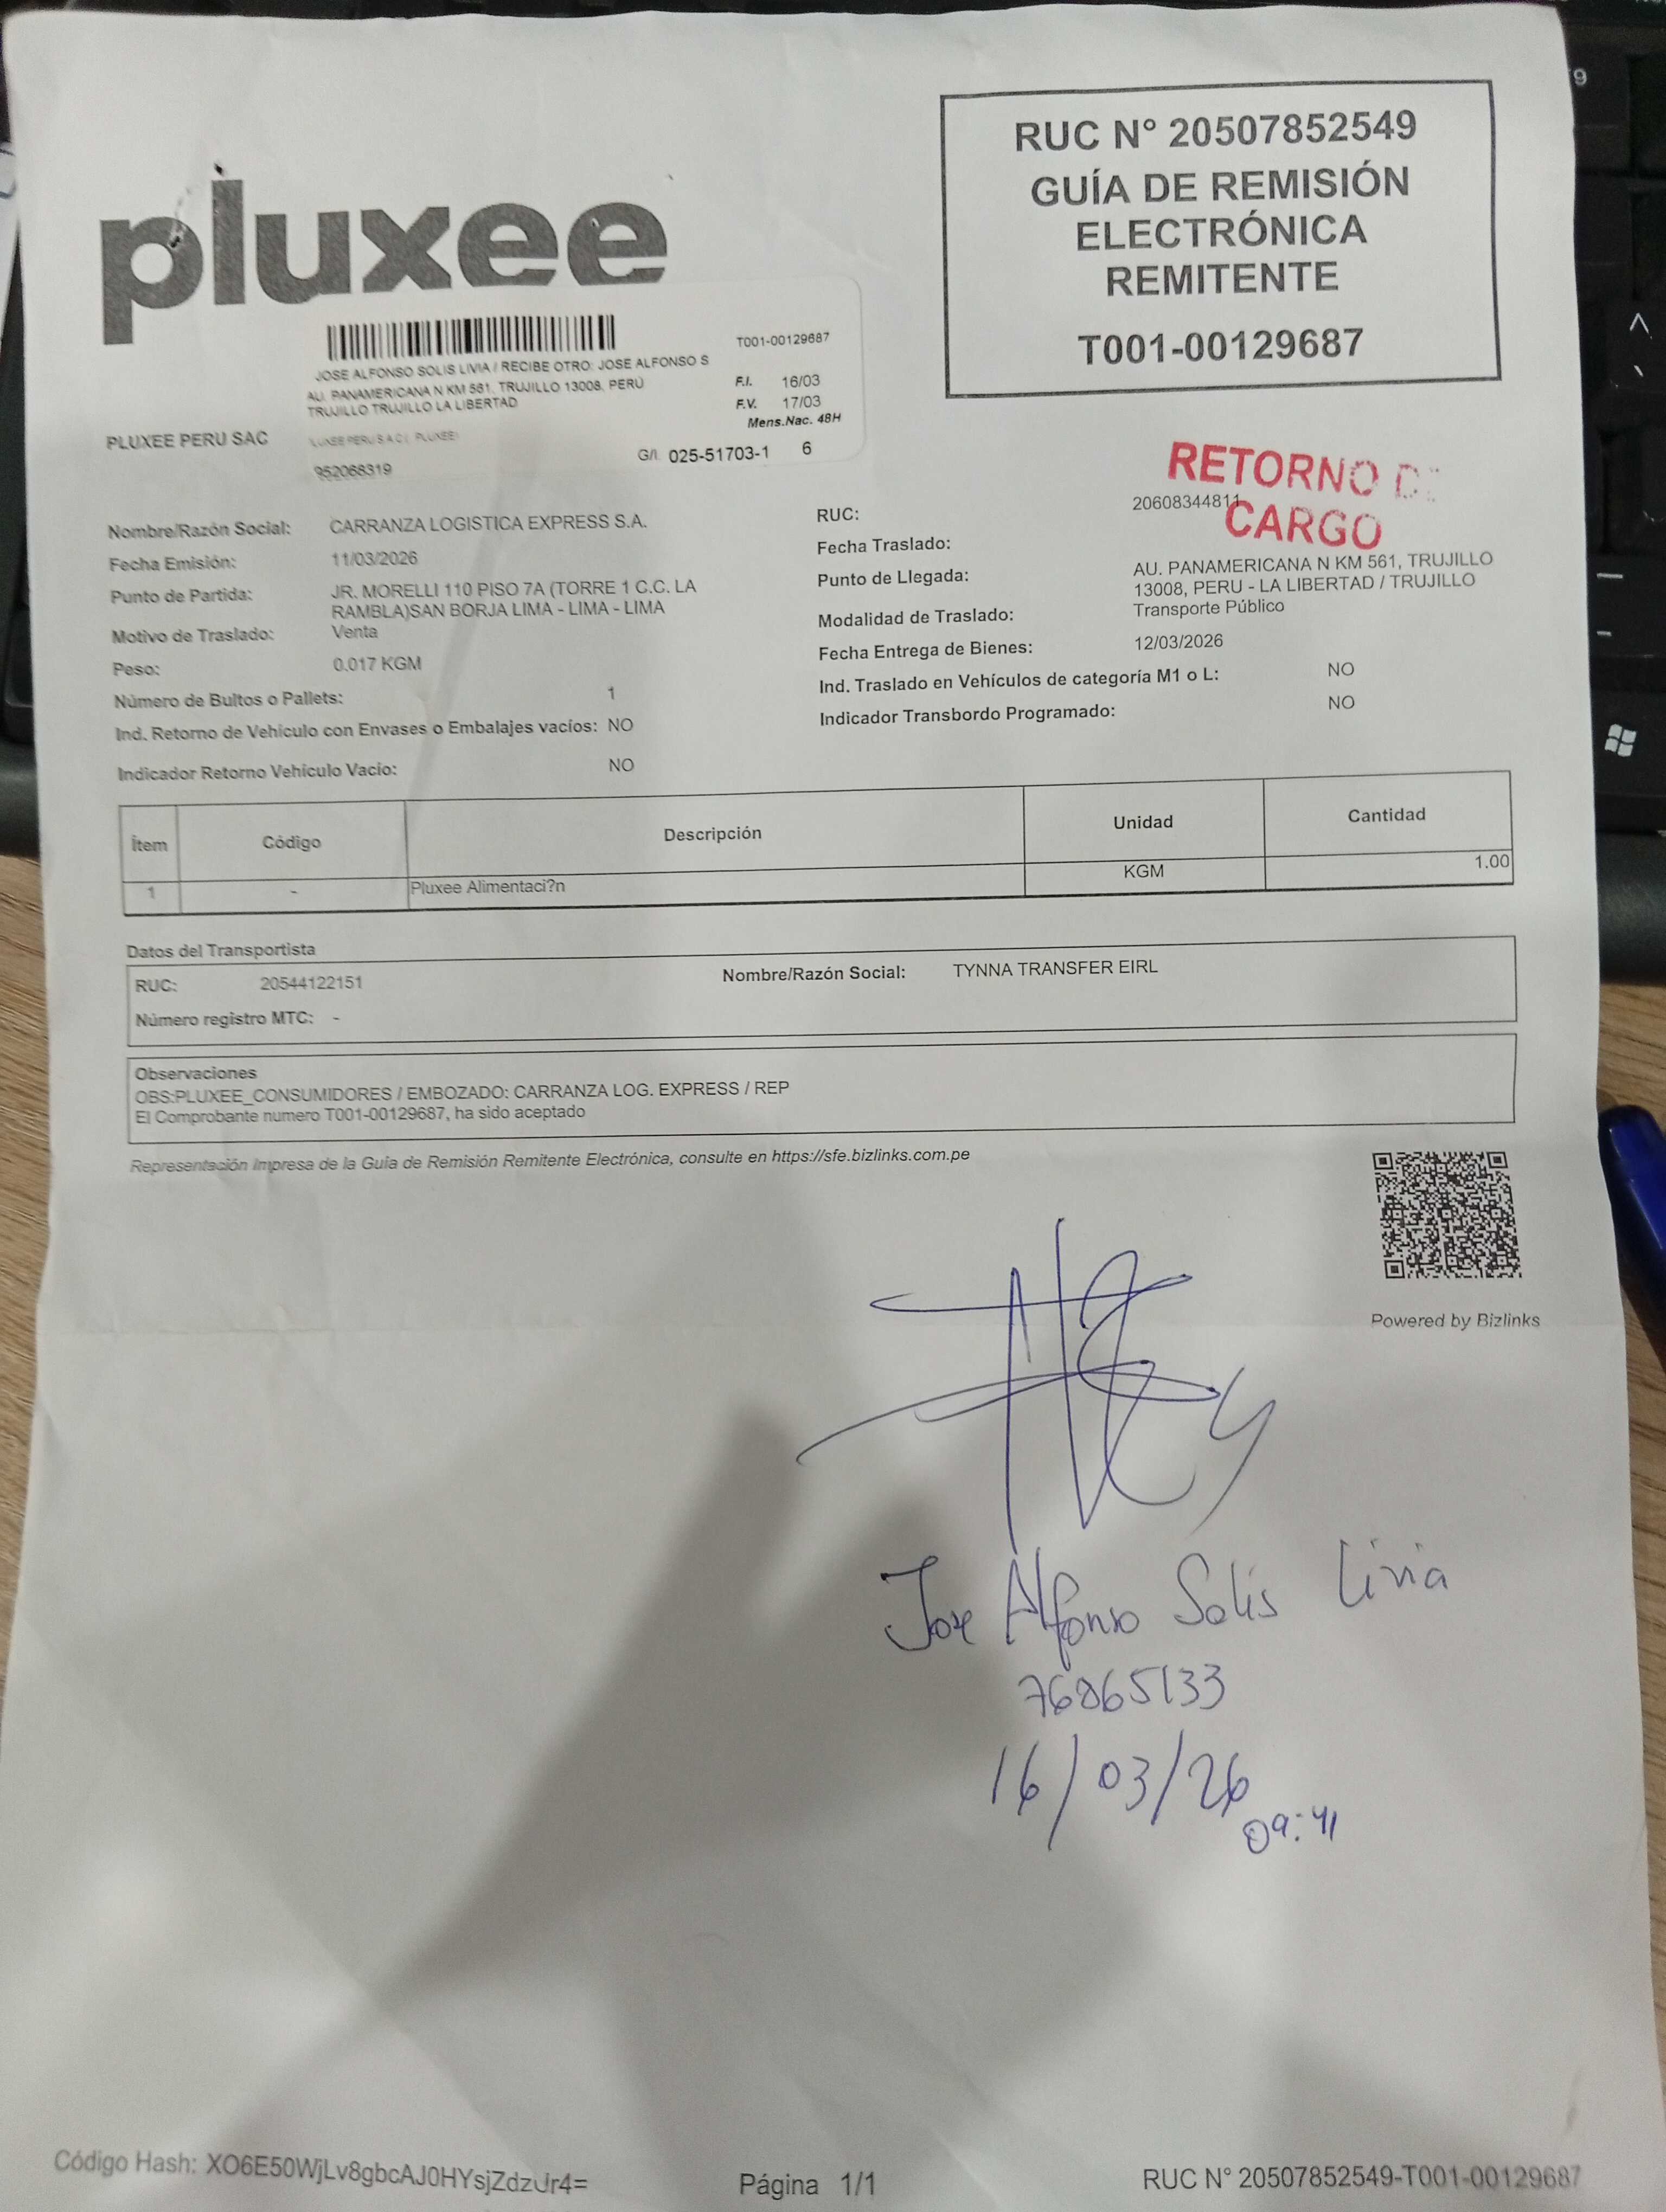 RUC N° 20507852549
GUÍA DE REMISIÓN
ELECTRÓNICA
REMITENTE
T001-00129687
pluxee
T001-00129687
JOSE ALFONSO SOLIS LIVIA / RECIBE OTRO: JOSE ALFONSO S
AU. PANAMERICANA N KM 561, TRUJILLO 13008, PERÚ
TRUJILLO TRUJILLO LA LIBERTAD
F.I. 16/03
F.V. 17/03
Mens.Nac. 48H
PLUXEE PERU SAC
PLUXEE
G/I. 025-51703-1 6
952068319
RETORNO
CARGO
Nombre/Razón Social: CARRANZA LOGISTICA EXPRESS S.A.
RUC: 20608344811
Fecha Emisión: 11/03/2026
Fecha Traslado:
Punto de Partida: JR. MORELLI 110 PISO 7A (TORRE 1 C.C. LA
RAMBLA)SAN BORJA LIMA - LIMA - LIMA
Punto de Llegada: AU. PANAMERICANA N KM 561, TRUJILLO
13008, PERU - LA LIBERTAD / TRUJILLO
Motivo de Traslado: Venta
Modalidad de Traslado: Transporte Público
Peso: 0.017 KGM
Fecha Entrega de Bienes: 12/03/2026
Número de Bultos o Pallets: 1
Ind. Traslado en Vehículos de categoría M1 o L: NO
Ind. Retorno de Vehículo con Envases o Embalajes vacíos: NO
Indicador Transbordo Programado: NO
Indicador Retorno Vehículo Vacío: NO
Ítem Código Descripción Unidad Cantidad
1 - Pluxee Alimentaci?n KGM 1.00
Datos del Transportista
RUC: 20544122151 Nombre/Razón Social: TYNNA TRANSFER EIRL
Número registro MTC: -
Observaciones
OBS:PLUXEE_CONSUMIDORES / EMBOZADO: CARRANZA LOG. EXPRESS / REP
El Comprobante numero T001-00129687, ha sido aceptado
Representación Impresa de la Guía de Remisión Remitente Electrónica, consulte en https://sfe.bizlinks.com.pe
Powered by Bizlinks
Jose Alfonso Solis Livia
76865133
16/03/26
09:41
Código Hash: XO6E50WjLv8gbcAJ0HYsjZdzUr4=
Página 1/1
RUC N° 20507852549-T001-00129687